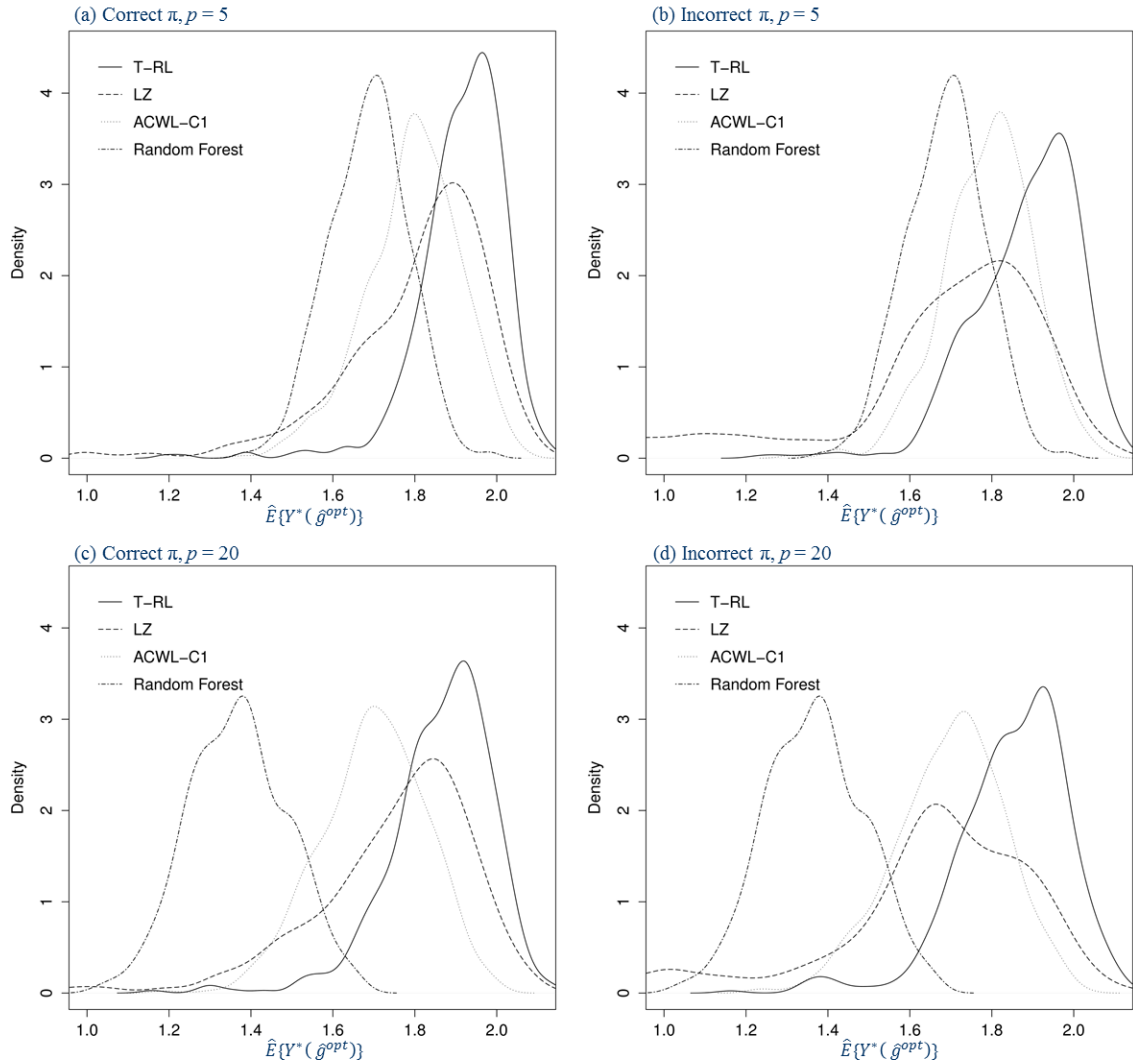 (a) Correct π, p = 5
T−RL
LZ
ACWL−C1
Random Forest
Density
0
1
2
3
4
1.0 1.2 1.4 1.6 1.8 2.0
Ê{Y*( ĝ^opt)}
(b) Incorrect π, p = 5
T−RL
LZ
ACWL−C1
Random Forest
Density
0
1
2
3
4
1.0 1.2 1.4 1.6 1.8 2.0
Ê{Y*( ĝ^opt)}
(c) Correct π, p = 20
T−RL
LZ
ACWL−C1
Random Forest
Density
0
1
2
3
4
1.0 1.2 1.4 1.6 1.8 2.0
Ê{Y*( ĝ^opt)}
(d) Incorrect π, p = 20
T−RL
LZ
ACWL−C1
Random Forest
Density
0
1
2
3
4
1.0 1.2 1.4 1.6 1.8 2.0
Ê{Y*( ĝ^opt)}